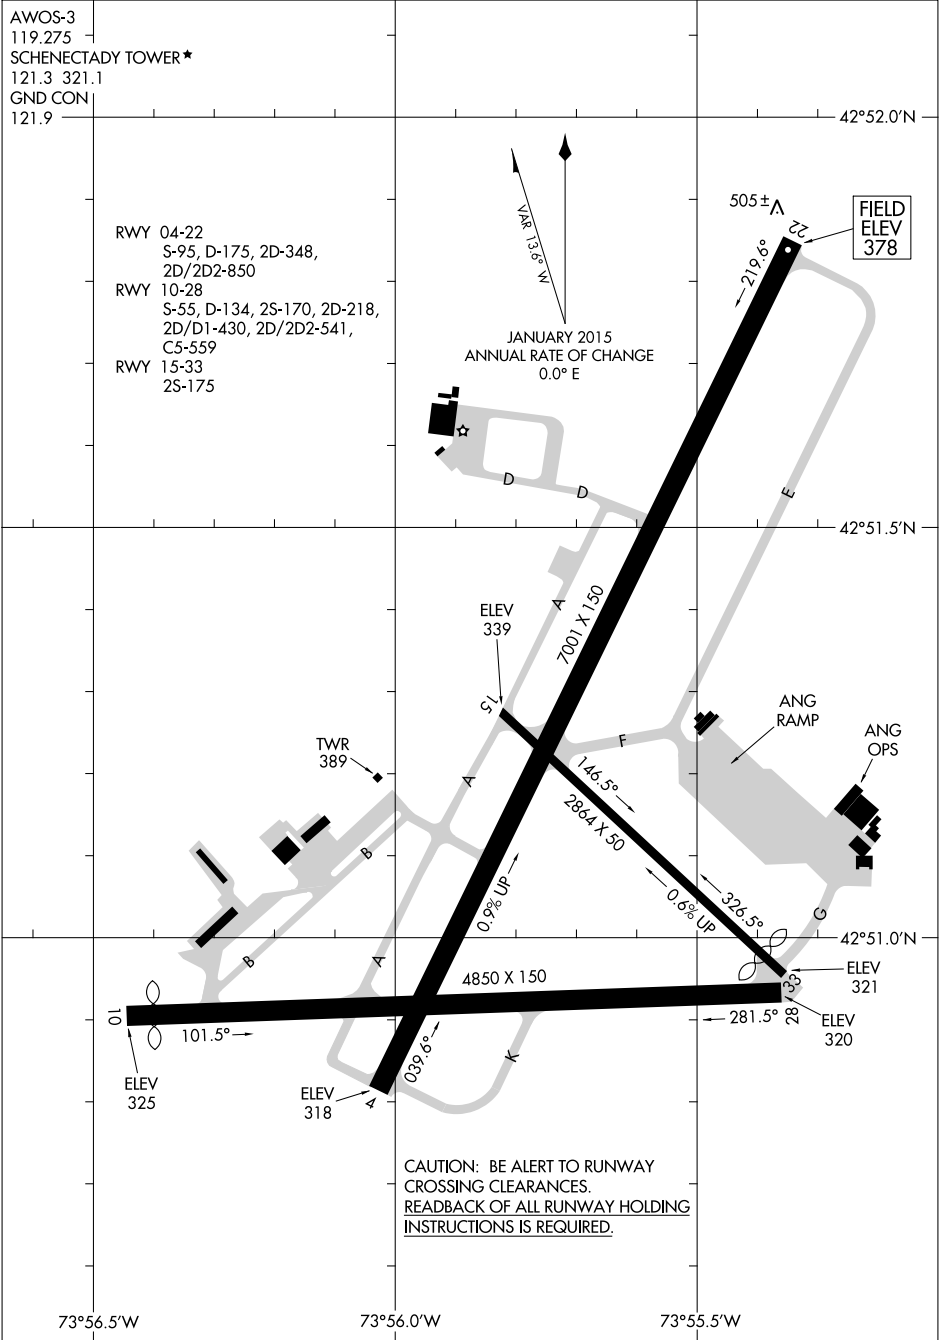 AWOS-3
119.275
SCHENECTADY TOWER★
121.3 321.1
GND CON
121.9
42°52.0'N
VAR 13.6° W
JANUARY 2015
ANNUAL RATE OF CHANGE
0.0° E
505±
22
FIELD
ELEV
378
219.6°
RWY 04-22
S-95, D-175, 2D-348,
2D/2D2-850
RWY 10-28
S-55, D-134, 2S-170, 2D-218,
2D/D1-430, 2D/2D2-541,
C5-559
RWY 15-33
2S-175
D
D
E
42°51.5'N
A
7001 X 150
ELEV
339
15
ANG
RAMP
ANG
OPS
TWR
389
F
A
146.5°
2864 X 50
B
0.9% UP
326.5°
0.6% UP
G
42°51.0'N
B
A
4850 X 150
33
ELEV
321
10
101.5°
281.5°
28
ELEV
320
039.6°
K
ELEV
325
ELEV
318
4
CAUTION: BE ALERT TO RUNWAY
CROSSING CLEARANCES.
READBACK OF ALL RUNWAY HOLDING
INSTRUCTIONS IS REQUIRED.
73°56.5'W
73°56.0'W
73°55.5'W